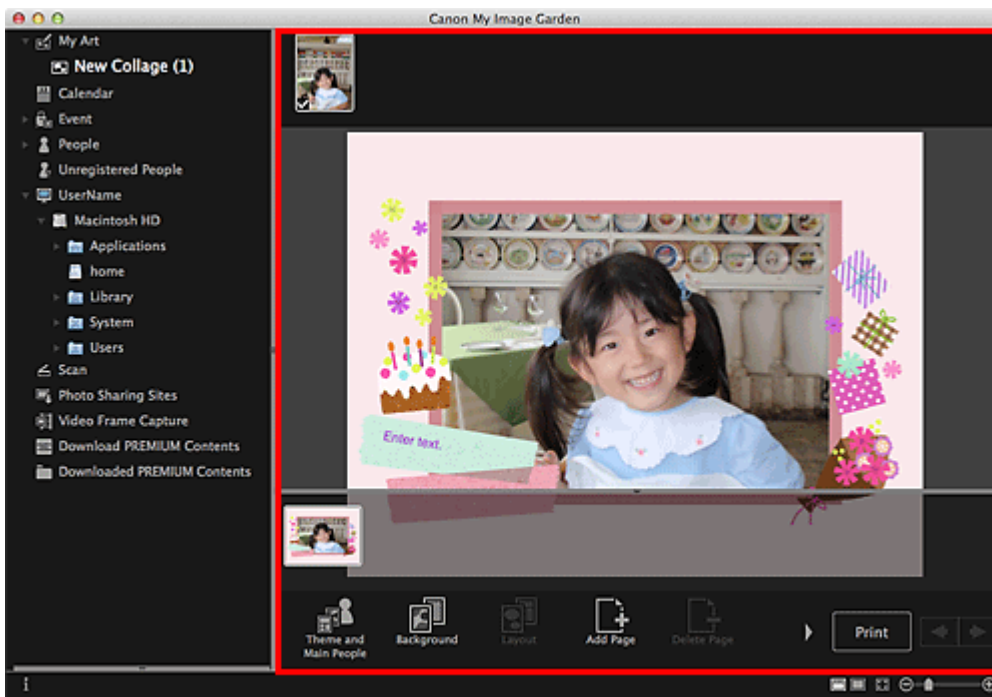 Canon My Image Garden
My Art
New Collage (1)
Calendar
Event
People
Unregistered People
UserName
Macintosh HD
Applications
home
Library
System
Users
Scan
Photo Sharing Sites
Video Frame Capture
Download PREMIUM Contents
Downloaded PREMIUM Contents
Enter text.
Theme and
Main People
Background
Layout
Add Page
Delete Page
Print